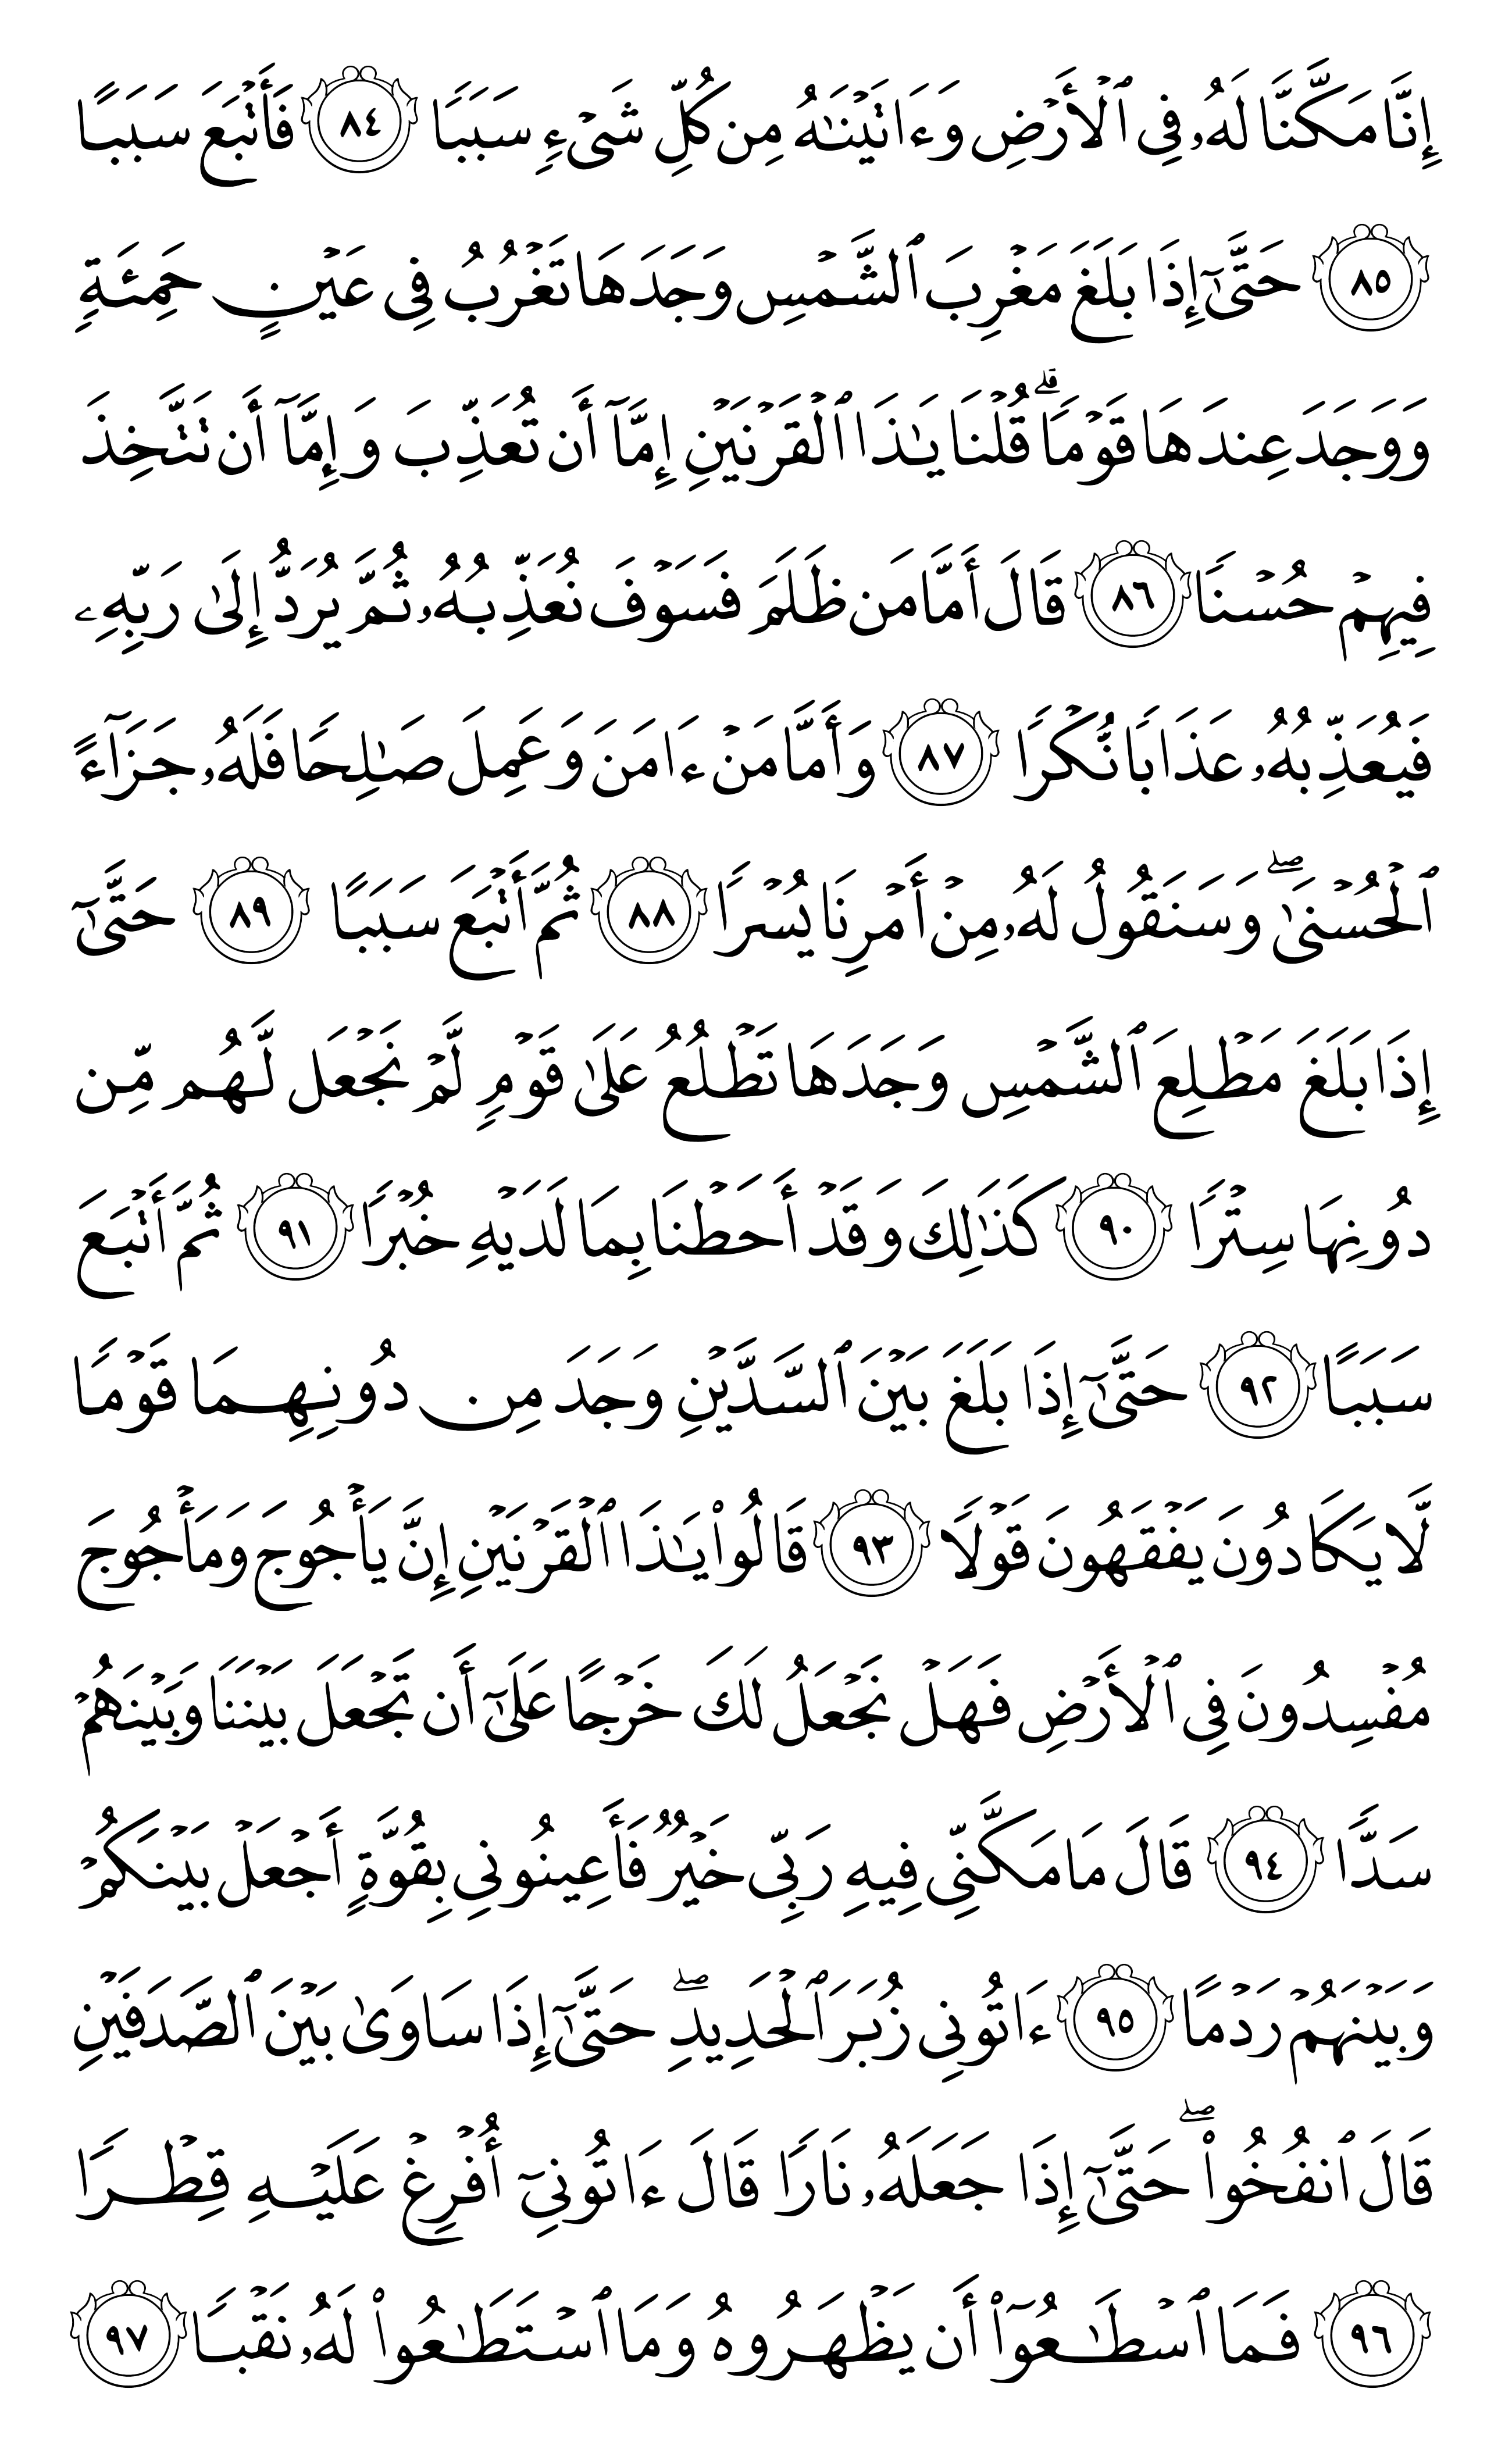 إِنَّا مَكَّنَّا لَهُۥ فِي ٱلۡأَرۡضِ وَءَاتَيۡنَٰهُ مِن كُلِّ شَيۡءٖ سَبَبٗا ٨٤ فَأَتۡبَعَ سَبَبًا
٨٥ حَتَّىٰٓ إِذَا بَلَغَ مَغۡرِبَ ٱلشَّمۡسِ وَجَدَهَا تَغۡرُبُ فِي عَيۡنٍ حَمِئَةٖ
وَوَجَدَ عِندَهَا قَوۡمٗاۖ قُلۡنَا يَٰذَا ٱلۡقَرۡنَيۡنِ إِمَّآ أَن تُعَذِّبَ وَإِمَّآ أَن تَتَّخِذَ
فِيهِمۡ حُسۡنٗا ٨٦ قَالَ أَمَّا مَن ظَلَمَ فَسَوۡفَ نُعَذِّبُهُۥ ثُمَّ يُرَدُّ إِلَىٰ رَبِّهِۦ
فَيُعَذِّبُهُۥ عَذَابٗا نُّكۡرٗا ٨٧ وَأَمَّا مَنۡ ءَامَنَ وَعَمِلَ صَٰلِحٗا فَلَهُۥ جَزَآءً
ٱلۡحُسۡنَىٰۖ وَسَنَقُولُ لَهُۥ مِنۡ أَمۡرِنَا يُسۡرٗا ٨٨ ثُمَّ أَتۡبَعَ سَبَبًا ٨٩ حَتَّىٰٓ
إِذَا بَلَغَ مَطۡلِعَ ٱلشَّمۡسِ وَجَدَهَا تَطۡلُعُ عَلَىٰ قَوۡمٖ لَّمۡ نَجۡعَل لَّهُم مِّن
دُونِهَا سِتۡرٗا ٩٠ كَذَٰلِكَ وَقَدۡ أَحَطۡنَا بِمَا لَدَيۡهِ خُبۡرٗا ٩١ ثُمَّ أَتۡبَعَ
سَبَبًا ٩٢ حَتَّىٰٓ إِذَا بَلَغَ بَيۡنَ ٱلسَّدَّيۡنِ وَجَدَ مِن دُونِهِمَا قَوۡمٗا
لَّا يَكَادُونَ يَفۡقَهُونَ قَوۡلٗا ٩٣ قَالُواْ يَٰذَا ٱلۡقَرۡنَيۡنِ إِنَّ يَأۡجُوجَ وَمَأۡجُوجَ
مُفۡسِدُونَ فِي ٱلۡأَرۡضِ فَهَلۡ نَجۡعَلُ لَكَ خَرۡجًا عَلَىٰٓ أَن تَجۡعَلَ بَيۡنَنَا وَبَيۡنَهُمۡ
سَدّٗا ٩٤ قَالَ مَا مَكَّنِّي فِيهِ رَبِّي خَيۡرٞ فَأَعِينُونِي بِقُوَّةٍ أَجۡعَلۡ بَيۡنَكُمۡ
وَبَيۡنَهُمۡ رَدۡمًا ٩٥ ءَاتُونِي زُبَرَ ٱلۡحَدِيدِۖ حَتَّىٰٓ إِذَا سَاوَىٰ بَيۡنَ ٱلصَّدَفَيۡنِ
قَالَ ٱنفُخُواْۖ حَتَّىٰٓ إِذَا جَعَلَهُۥ نَارٗا قَالَ ءَاتُونِيٓ أُفۡرِغۡ عَلَيۡهِ قِطۡرٗا
٩٦ فَمَا ٱسۡطَٰعُوٓاْ أَن يَظۡهَرُوهُ وَمَا ٱسۡتَطَٰعُواْ لَهُۥ نَقۡبٗا ٩٧